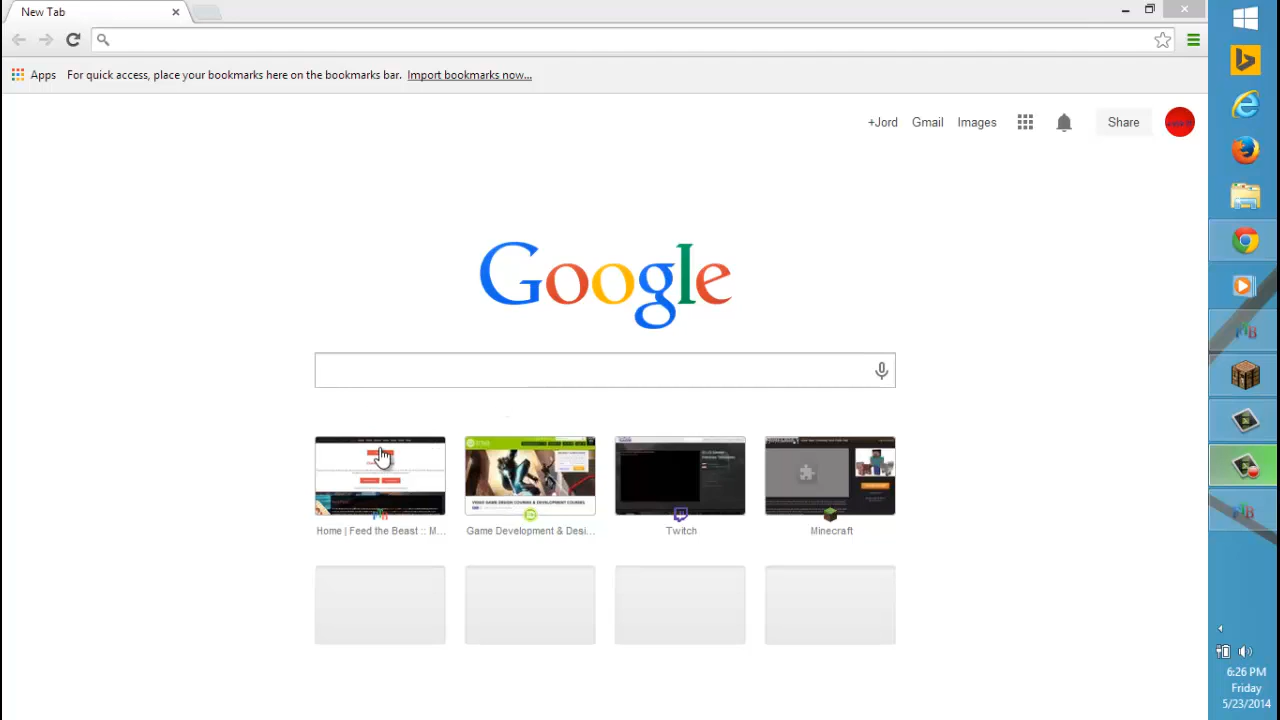 New Tab
Apps For quick access, place your bookmarks here on the bookmarks bar. Import bookmarks now...
+Jord Gmail Images Share
Google
Home | Feed the Beast :: M... Game Development & Desi... Twitch Minecraft
6:26 PM
Friday
5/23/2014